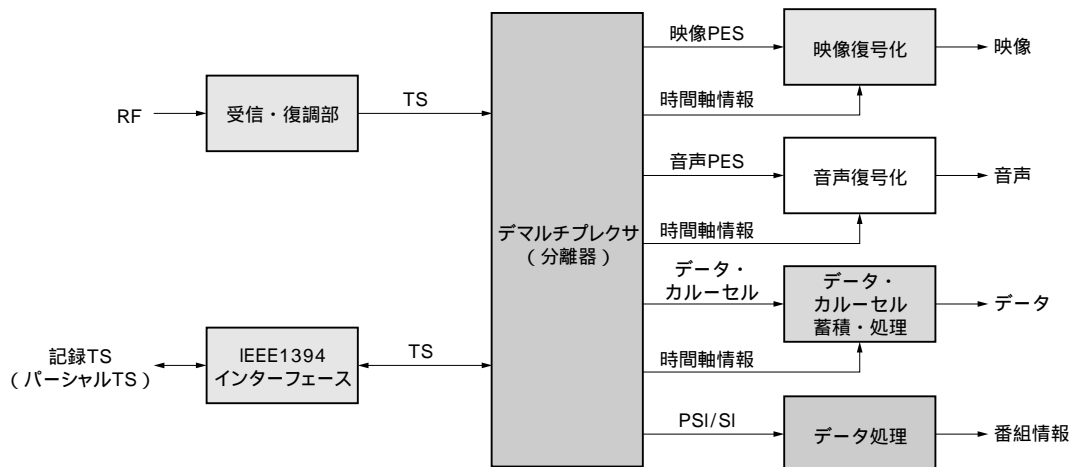 RF
受信・復調部
TS
記録TS
(パーシャルTS)
IEEE1394
インターフェース
TS
デマルチプレクサ
(分離器)
映像PES
映像復号化
映像
時間軸情報
音声PES
音声復号化
音声
時間軸情報
データ・
カルーセル
データ・
カルーセル
蓄積・処理
データ
時間軸情報
PSI/SI
データ処理
番組情報